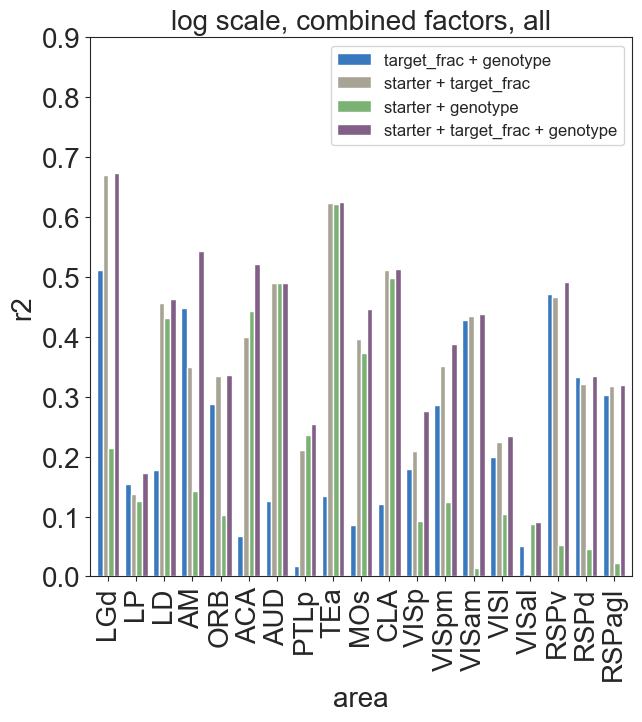 log scale, combined factors, all
target_frac + genotype
starter + target_frac
starter + genotype
starter + target_frac + genotype
0.9
0.8
0.7
0.6
0.5
0.4
0.3
0.2
0.1
0.0
r2
LGd
LP
LD
AM
ORB
ACA
AUD
PTLp
TEa
MOs
CLA
VISp
VISpm
VISam
VISl
VISal
RSPv
RSPd
RSPagl
area